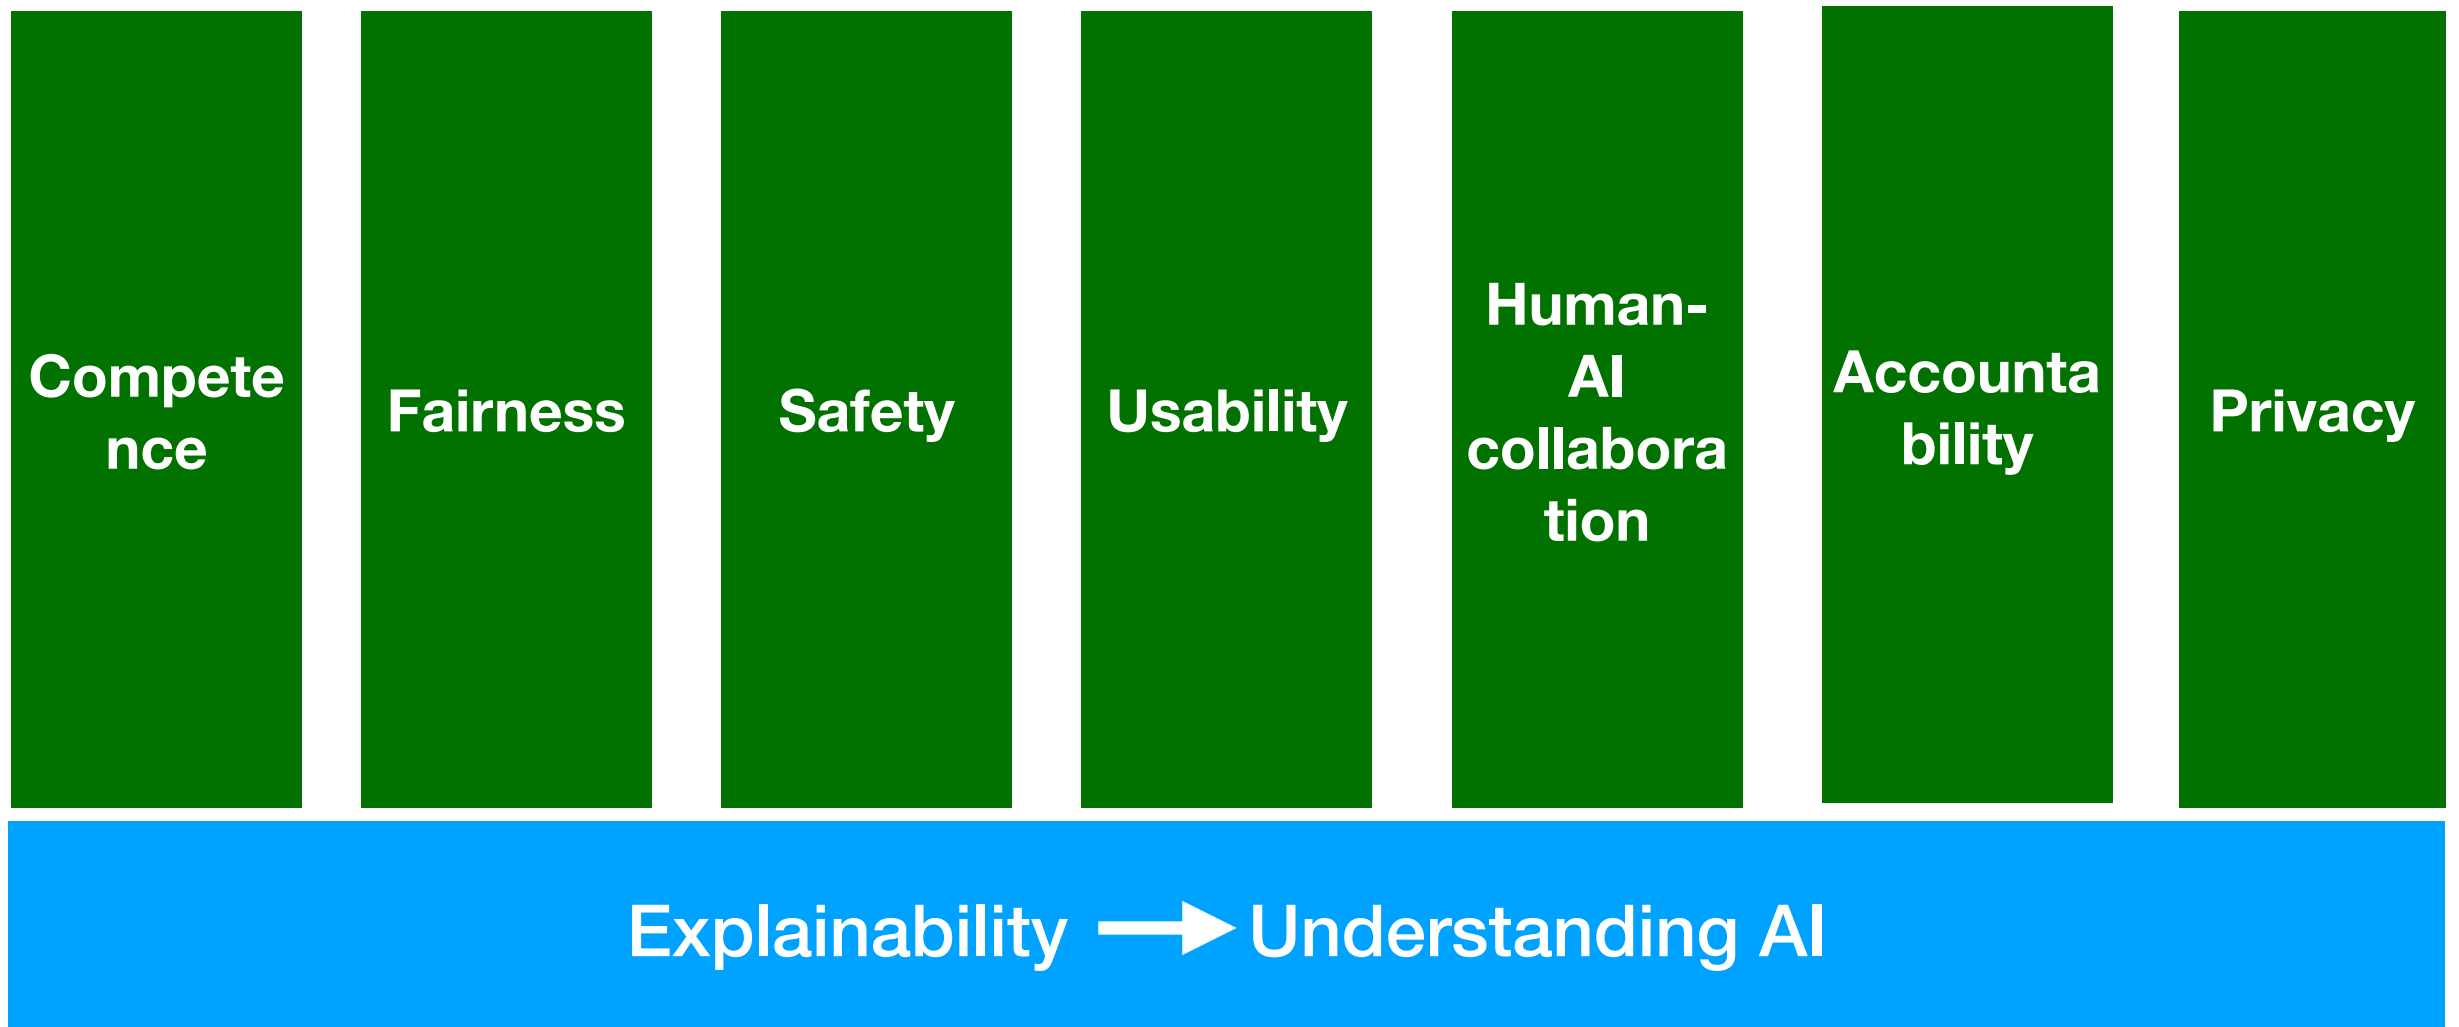 Compete
nce
Fairness
Safety
Usability
Human-
AI
collabora
tion
Accounta
bility
Privacy
Explainability → Understanding AI